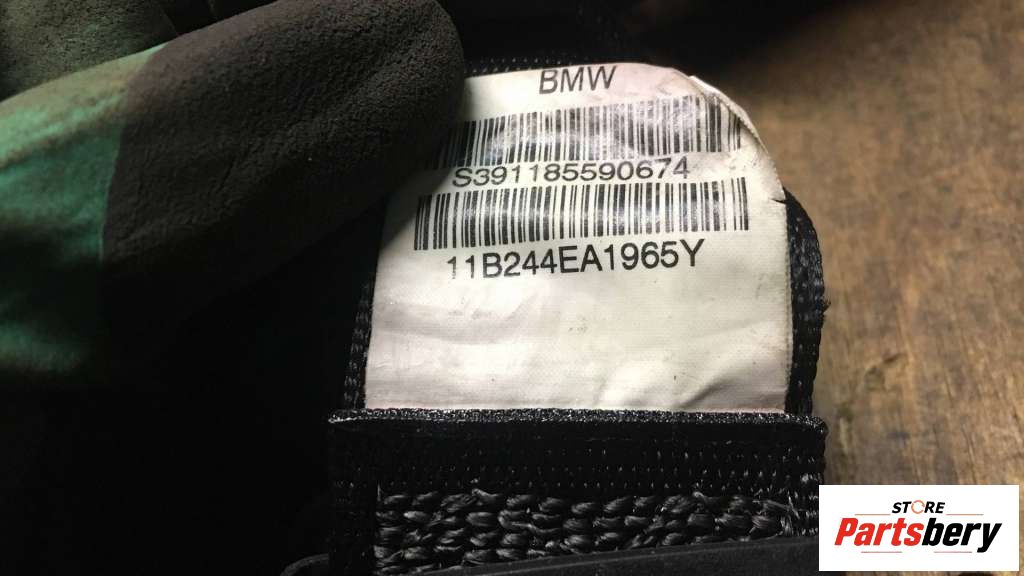 BMW
S391185590674
11B244EA1965Y
STORE
Partsbery